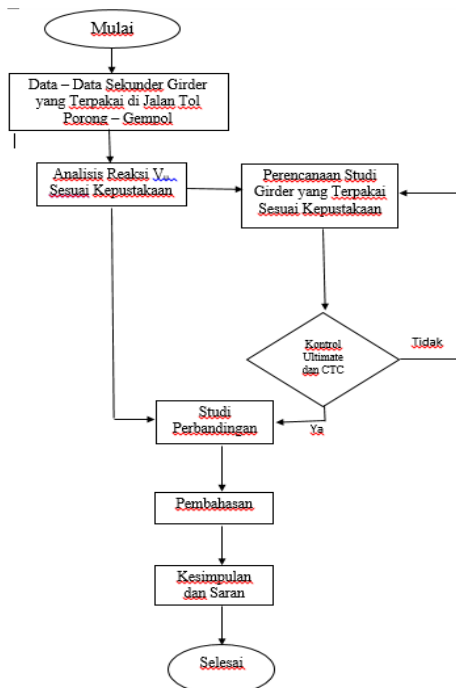 Mulai
Data – Data Sekunder Girder
yang Terpakai di Jalan Tol
Porong – Gempol
Analisis Reaksi
Sesuai Kepustakaan
Perencanaan Studi
Girder yang Terpakai
Sesuai Kepustakaan
Kontrol
Ultimate
dan CTC
Tidak
Ya
Studi
Perbandingan
Pembahasan
Kesimpulan
dan Saran
Selesai